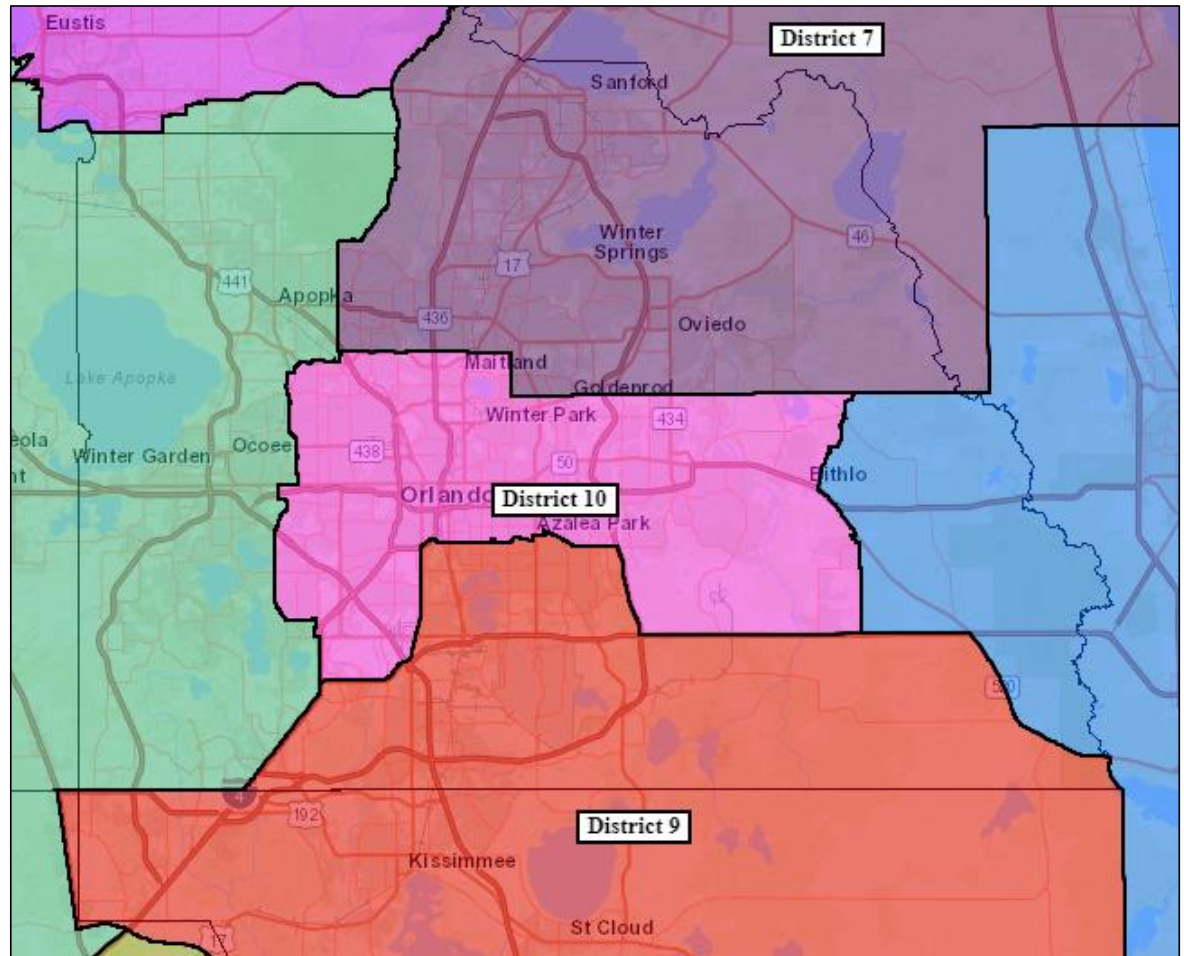 Eustis
District 7
Sanford
Winter
Springs
46
17
441
Apopka
436
Oviedo
Maitland
Lake Apopka
Goldenrod
Winter Park
434
eola
Ocoee
438
Winter Garden
50
nt
Bithlo
Orlando
District 10
Azalea Park
520
4
192
District 9
Kissimmee
St Cloud
17